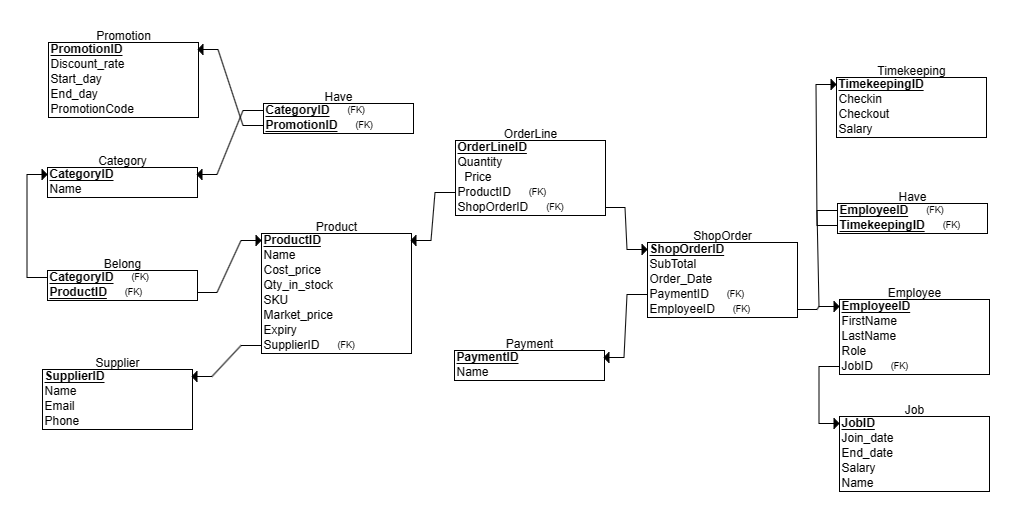 Promotion
PromotionID
Discount_rate
Start_day
End_day
PromotionCode
Have
CategoryID (FK)
PromotionID (FK)
Category
CategoryID
Name
Belong
CategoryID (FK)
ProductID (FK)
Supplier
SupplierID
Name
Email
Phone
Product
ProductID
Name
Cost_price
Qty_in_stock
SKU
Market_price
Expiry
SupplierID (FK)
OrderLine
OrderLineID
Quantity
Price
ProductID (FK)
ShopOrderID (FK)
Payment
PaymentID
Name
ShopOrder
ShopOrderID
SubTotal
Order_Date
PaymentID (FK)
EmployeeID (FK)
Timekeeping
TimekeepingID
Checkin
Checkout
Salary
Have
EmployeeID (FK)
TimekeepingID (FK)
Employee
EmployeeID
FirstName
LastName
Role
JobID (FK)
Job
JobID
Join_date
End_date
Salary
Name